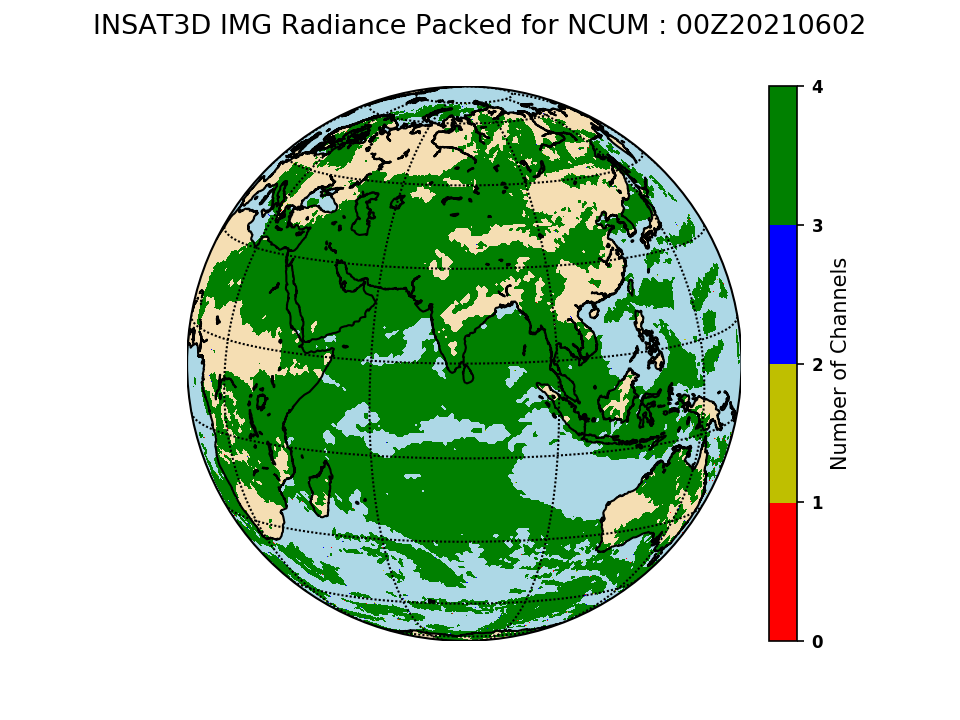 INSAT3D IMG Radiance Packed for NCUM : 00Z20210602
4
3
2
1
0
Number of Channels